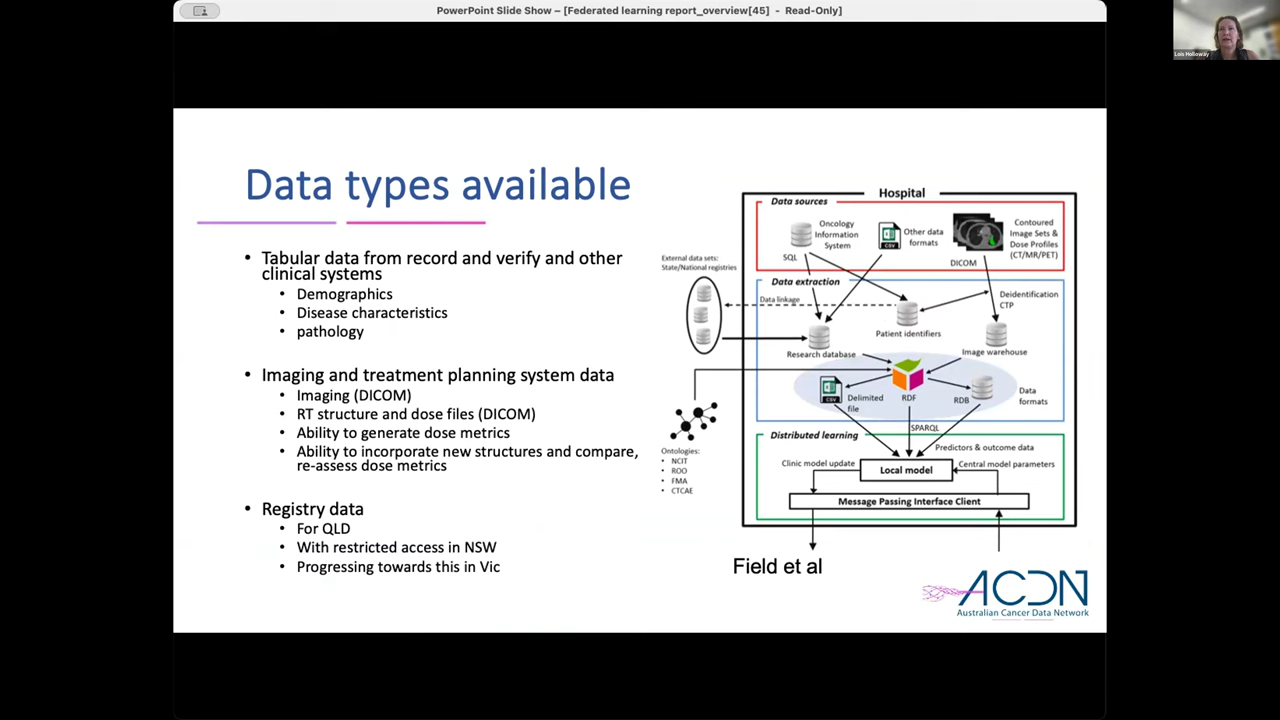 PowerPoint Slide Show – [Federated learning report_overview[45] - Read-Only]
Lois Holloway
Data types available
• Tabular data from record and verify and other
clinical systems
• Demographics
• Disease characteristics
• pathology
• Imaging and treatment planning system data
• Imaging (DICOM)
• RT structure and dose files (DICOM)
• Ability to generate dose metrics
• Ability to incorporate new structures and compare,
re-assess dose metrics
• Registry data
• For QLD
• With restricted access in NSW
• Progressing towards this in Vic
Hospital
Data sources
Oncology
Information
System
SQL
CSV
Other data
formats
DICOM
Contoured
Image Sets &
Dose Profiles
(CT/MR/PET)
External data sets:
State/National registries
Data extraction
Data linkage
Deidentification
CTP
Patient identifiers
Research database
Image warehouse
CSV
Delimited
file
RDF
RDB
Data
formats
SPARQL
Ontologies:
• NCIT
• ROO
• FMA
• CTCAE
Distributed learning
Predictors & outcome data
Clinic model update
Local model
Central model parameters
Message Passing Interface Client
Field et al
ACDN
Australian Cancer Data Network